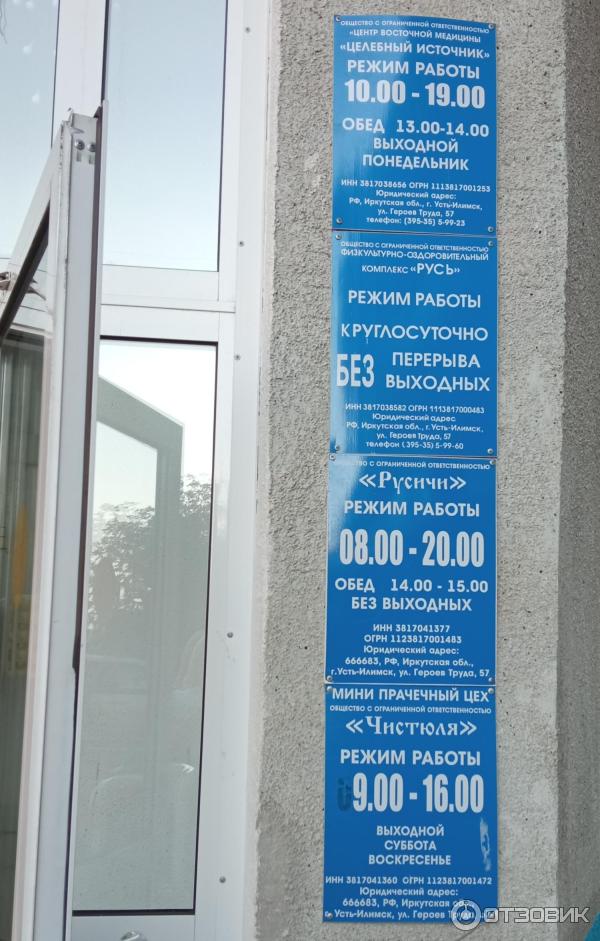 ОБЩЕСТВО С ОГРАНИЧЕННОЙ ОТВЕТСТВЕННОСТЬЮ
«ЦЕНТР ВОСТОЧНОЙ МЕДИЦИНЫ
«ЦЕЛЕБНЫЙ ИСТОЧНИК»
РЕЖИМ РАБОТЫ
10.00 - 19.00
ОБЕД 13.00-14.00
ВЫХОДНОЙ
ПОНЕДЕЛЬНИК
ИНН 3817038656 ОГРН 1113817001253
Юридический адрес:
РФ, Иркутская обл., г. Усть-Илимск,
ул. Героев Труда, 57
телефон: (395-35) 5-99-23
ОБЩЕСТВО С ОГРАНИЧЕННОЙ ОТВЕТСТВЕННОСТЬЮ
ФИЗКУЛЬТУРНО-ОЗДОРОВИТЕЛЬНЫЙ
КОМПЛЕКС «РУСЬ»
РЕЖИМ РАБОТЫ
КРУГЛОСУТОЧНО
БЕЗ ПЕРЕРЫВА
ВЫХОДНЫХ
ИНН 3817038582 ОГРН 1113817000483
Юридический адрес
РФ, Иркутская обл., г. Усть-Илимск,
ул. Героев Труда, 57
телефон ( 395-35) 5-99-60
ОБЩЕСТВО С ОГРАНИЧЕННОЙ ОТВЕТСТВЕННОСТЬЮ
«Русичи»
РЕЖИМ РАБОТЫ
08.00 - 20.00
ОБЕД 14.00 - 15.00
БЕЗ ВЫХОДНЫХ
ИНН 3817041377
ОГРН 1123817001483
Юридический адрес:
666683, РФ, Иркутская обл.,
г.Усть-Илимск, ул. Героев Труда, 57
МИНИ ПРАЧЕЧНЫЙ ЦЕХ
ОБЩЕСТВО С ОГРАНИЧЕННОЙ ОТВЕТСТВЕННОСТЬЮ
«Чистюля»
РЕЖИМ РАБОТЫ
9.00 - 16.00
ВЫХОДНОЙ
СУББОТА
ВОСКРЕСЕНЬЕ
ИНН 3817041360 ОГРН 1123817001472
Юридический адрес:
666683, РФ, Иркутская обл.,
г. Усть-Илимск, ул. Героев Труда,
ОТЗОВИК